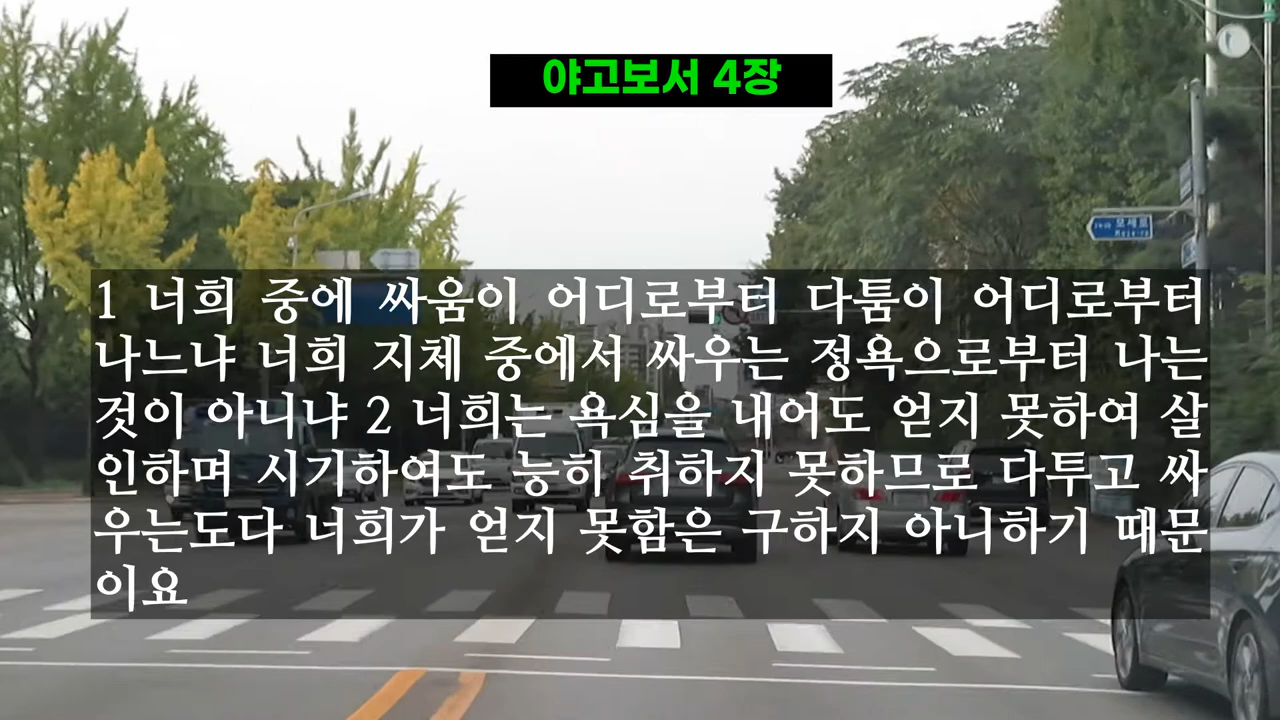 야고보서 4장
모세로
1 너희 중에 싸움이 어디로부터 다툼이 어디로부터
나느냐 너희 지체 중에서 싸우는 정욕으로부터 나는
것이 아니냐 2 너희는 욕심을 내어도 얻지 못하여 살
인하며 시기하여도 능히 취하지 못하므로 다투고 싸
우는도다 너희가 얻지 못함은 구하지 아니하기 때문
이요